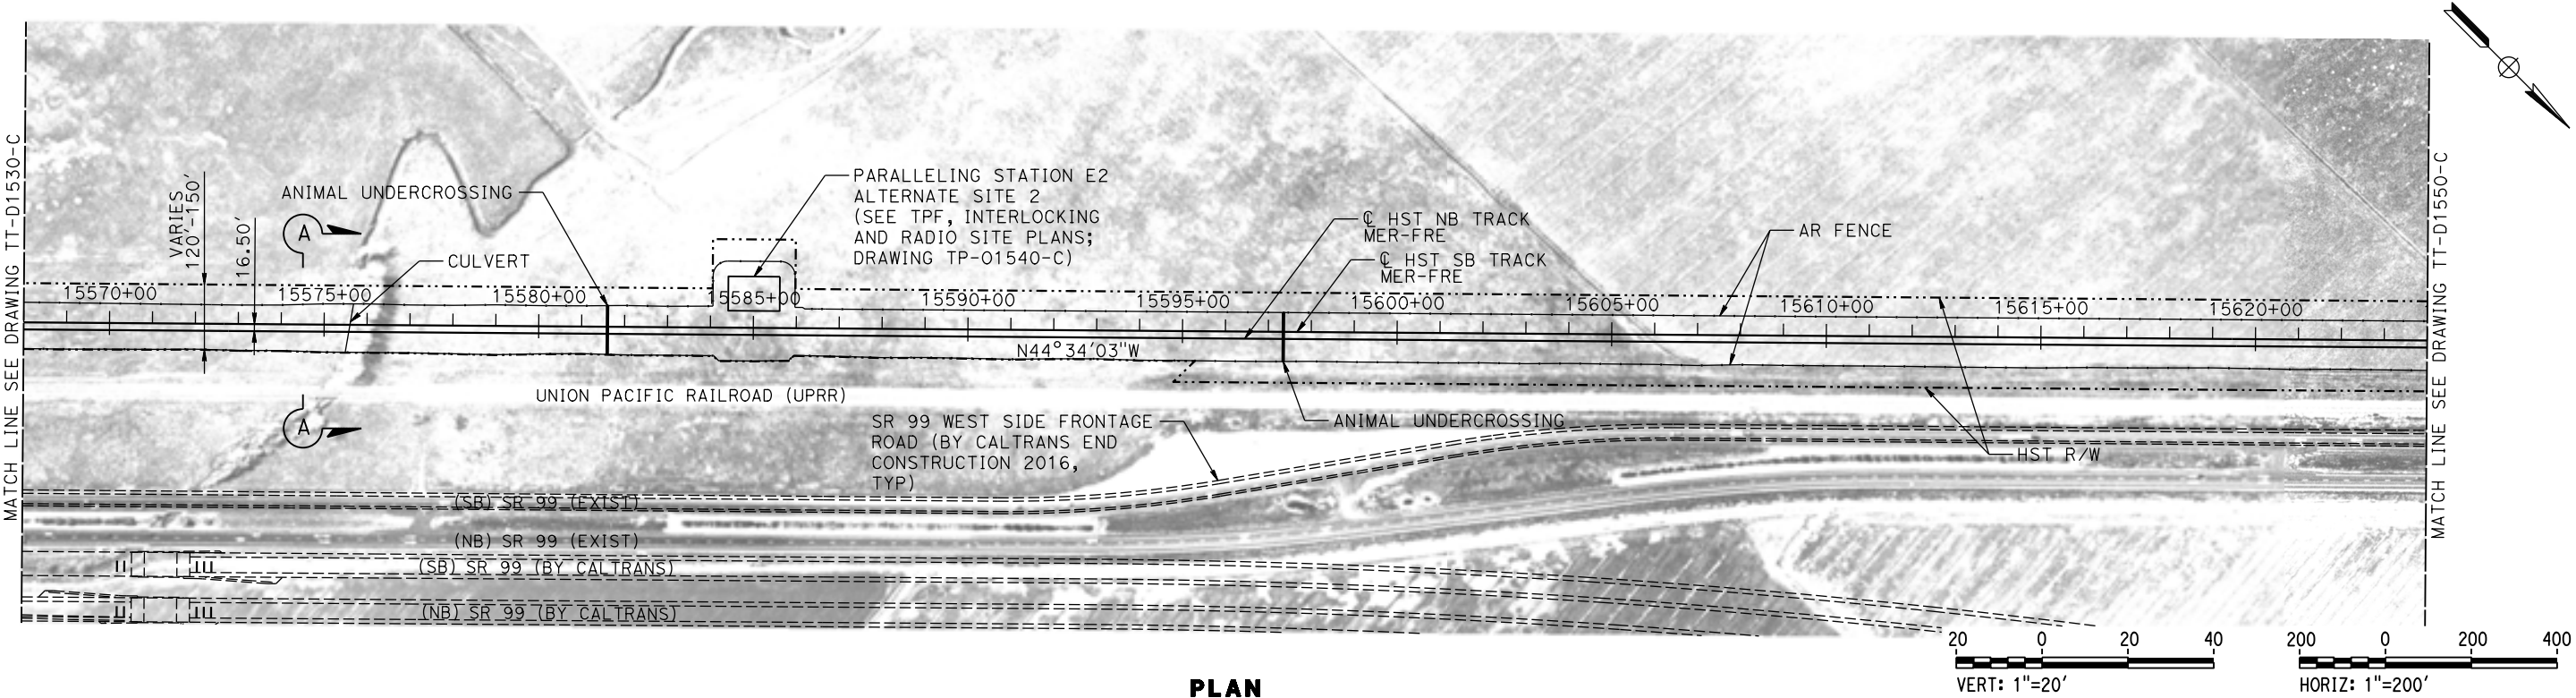 MATCH LINE SEE DRAWING TT-D1530-C
VARIES
120'-150'
16.50'
ANIMAL UNDERCROSSING
A
CULVERT
PARALLELING STATION E2
ALTERNATE SITE 2
(SEE TPF, INTERLOCKING
AND RADIO SITE PLANS;
DRAWING TP-O1540-C)
℄ HST NB TRACK
MER-FRE
℄ HST SB TRACK
MER-FRE
AR FENCE
MATCH LINE SEE DRAWING TT-D1550-C
15570+00
15575+00
15580+00
15585+00
15590+00
15595+00
15600+00
15605+00
15610+00
15615+00
15620+00
N44°34'03"W
UNION PACIFIC RAILROAD (UPRR)
A
SR 99 WEST SIDE FRONTAGE
ROAD (BY CALTRANS END
CONSTRUCTION 2016,
TYP)
ANIMAL UNDERCROSSING
HST R/W
(SB) SR 99 (EXIST)
(NB) SR 99 (EXIST)
(SB) SR 99 (BY CALTRANS)
(NB) SR 99 (BY CALTRANS)
20 0 20 40
VERT: 1"=20'
200 0 200 400
HORIZ: 1"=200'
PLAN